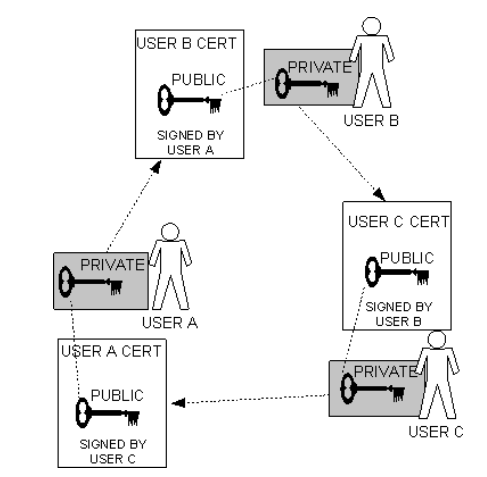 USER B CERT
PUBLIC
SIGNED BY
USER A
PRIVATE
USER B
USER C CERT
PUBLIC
SIGNED BY
USER B
PRIVATE
USER A
USER A CERT
PUBLIC
SIGNED BY
USER C
PRIVATE
USER C